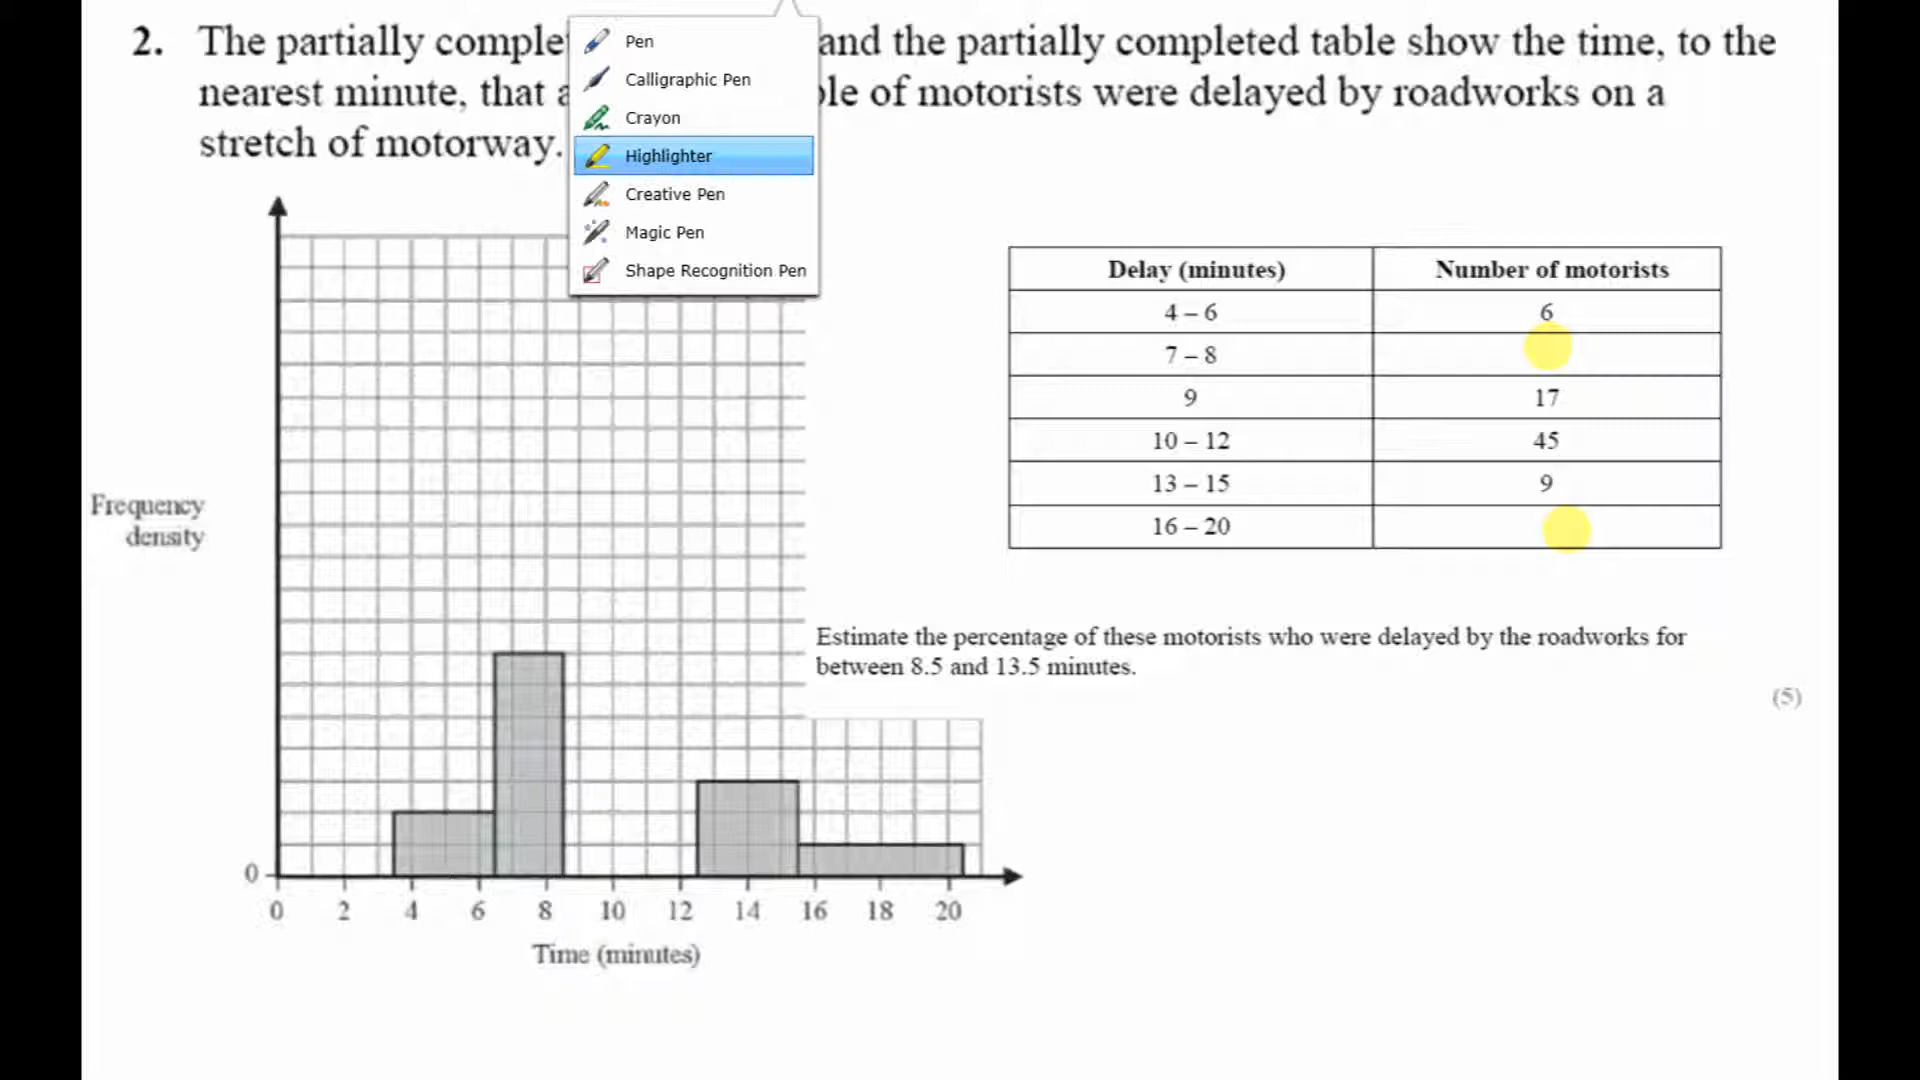 2. The partially comple and the partially completed table show the time, to the
nearest minute, that a le of motorists were delayed by roadworks on a
stretch of motorway.
Pen
Calligraphic Pen
Crayon
Highlighter
Creative Pen
Magic Pen
Shape Recognition Pen
Delay (minutes) Number of motorists
4 – 6 6
7 – 8
9 17
10 – 12 45
13 – 15 9
16 – 20
Frequency
density
Estimate the percentage of these motorists who were delayed by the roadworks for
between 8.5 and 13.5 minutes.
(5)
0
0 2 4 6 8 10 12 14 16 18 20
Time (minutes)